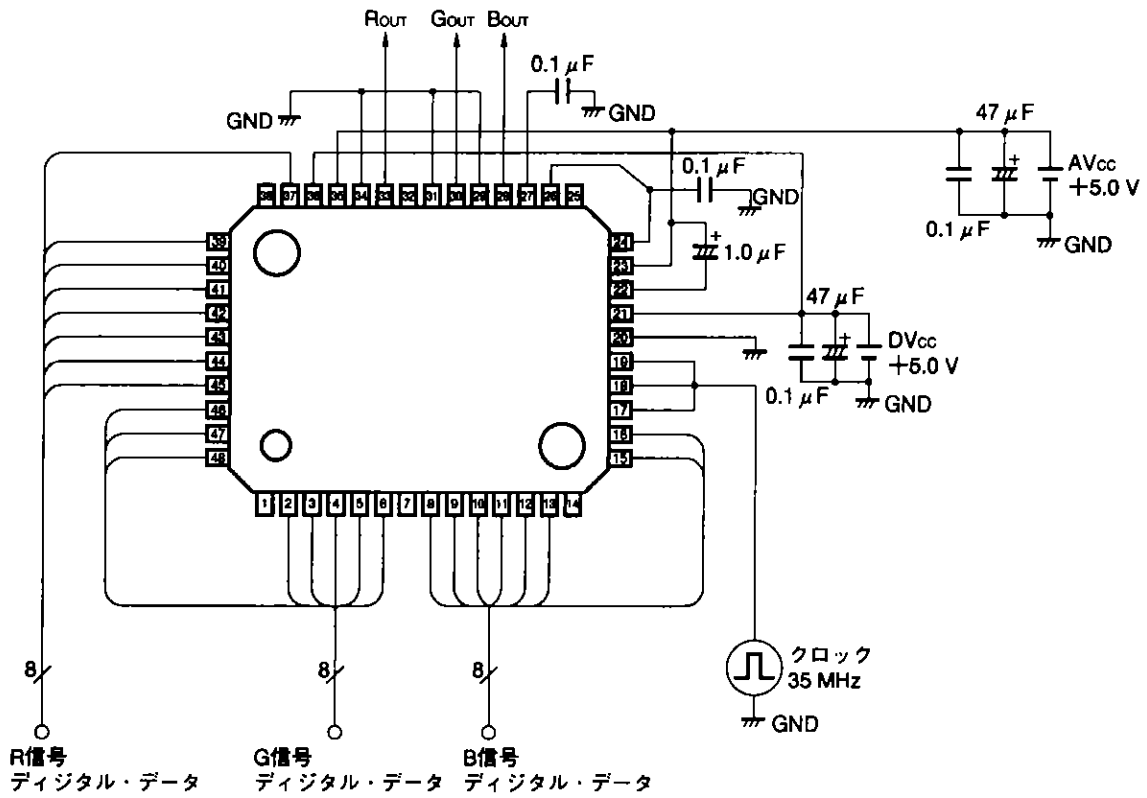 ROUT GOUT BOUT
0.1 μF
GND
GND
47 μF
AVCC
+5.0 V
0.1 μF
GND
0.1 μF
GND
38 37 36 35 34 33 32 31 30 29 28 27 26 25
39
40
41
42
43
44
45
46
47
48
24
23
22
21
20
19
18
17
16
15
1.0 μF
47 μF
DVCC
+5.0 V
0.1 μF
GND
1 2 3 4 5 6 7 8 9 10 11 12 13 14
クロック
35 MHz
GND
8
8
8
R信号
ディジタル・データ
G信号
ディジタル・データ
B信号
ディジタル・データ